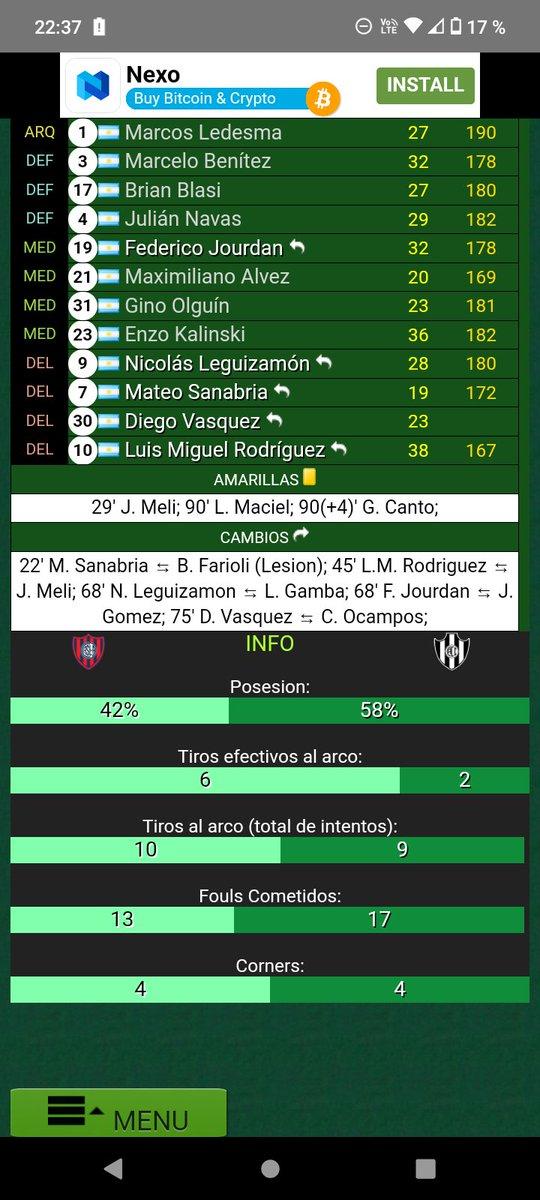 22:37 Vo)) LTE 17 %
Nexo
Buy Bitcoin & Crypto
INSTALL
ARQ 1 Marcos Ledesma 27 190
DEF 3 Marcelo Benítez 32 178
DEF 17 Brian Blasi 27 180
DEF 4 Julián Navas 29 182
MED 19 Federico Jourdan 32 178
MED 21 Maximiliano Alvez 20 169
MED 31 Gino Olguín 23 181
MED 23 Enzo Kalinski 36 182
DEL 9 Nicolás Leguizamón 28 180
DEL 7 Mateo Sanabria 19 172
DEL 30 Diego Vasquez 23
DEL 10 Luis Miguel Rodríguez 38 167
AMARILLAS
29' J. Meli; 90' L. Maciel; 90(+4)' G. Canto;
CAMBIOS
22' M. Sanabria ⇆ B. Farioli (Lesion); 45' L.M. Rodriguez ⇆
J. Meli; 68' N. Leguizamon ⇆ L. Gamba; 68' F. Jourdan ⇆ J.
Gomez; 75' D. Vasquez ⇆ C. Ocampos;
INFO
Posesion:
42% 58%
Tiros efectivos al arco:
6 2
Tiros al arco (total de intentos):
10 9
Fouls Cometidos:
13 17
Corners:
4 4
MENU